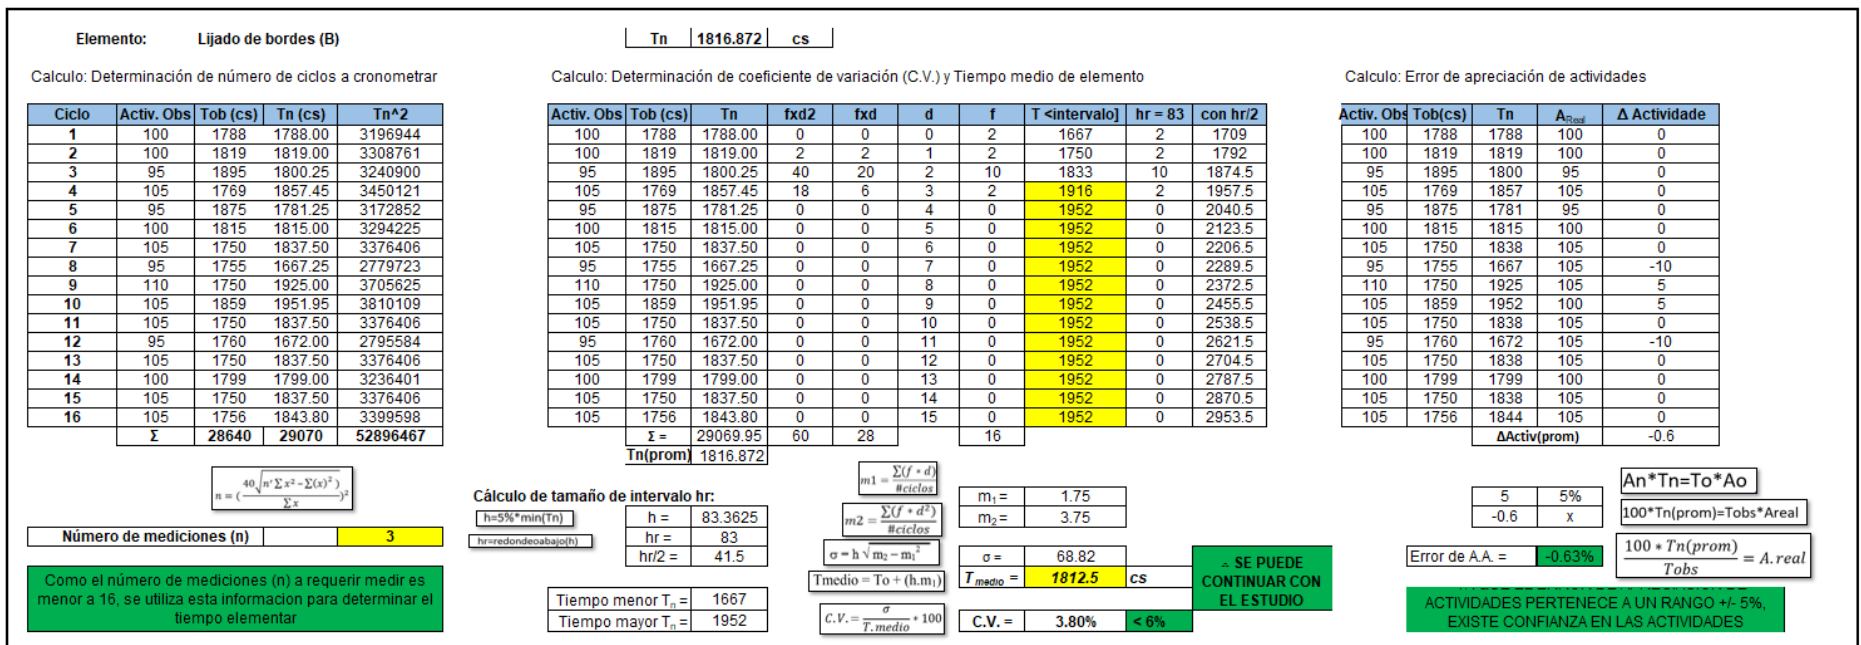 Elemento: Lijado de bordes (B)
Tn 1816.872 cs
Calculo: Determinación de número de ciclos a cronometrar
Ciclo Activ. Obs Tob (cs) Tn (cs) Tn^2
1 100 1788 1788.00 3196944
2 100 1819 1819.00 3308761
3 95 1895 1800.25 3240900
4 105 1769 1857.45 3450121
5 95 1875 1781.25 3172852
6 100 1815 1815.00 3294225
7 105 1750 1837.50 3376406
8 95 1755 1667.25 2779723
9 110 1750 1925.00 3705625
10 105 1859 1951.95 3810109
11 105 1750 1837.50 3376406
12 95 1760 1672.00 2795584
13 105 1750 1837.50 3376406
14 100 1799 1799.00 3236401
15 105 1750 1837.50 3376406
16 105 1756 1843.80 3399598
Σ 28640 29070 52896467
n = (40√(n′Σx² − Σ(x)²) / Σx)²
Número de mediciones (n) 3
Como el número de mediciones (n) a requerir medir es
menor a 16, se utiliza esta informacion para determinar el
tiempo elementar
Calculo: Determinación de coeficiente de variación (C.V.) y Tiempo medio de elemento
Activ. Obs Tob (cs) Tn fxd2 fxd d f T <intervalo] hr = 83 con hr/2
100 1788 1788.00 0 0 0 2 1667 2 1709
100 1819 1819.00 2 2 1 2 1750 2 1792
95 1895 1800.25 40 20 2 10 1833 10 1874.5
105 1769 1857.45 18 6 3 2 1916 2 1957.5
95 1875 1781.25 0 0 4 0 1952 0 2040.5
100 1815 1815.00 0 0 5 0 1952 0 2123.5
105 1750 1837.50 0 0 6 0 1952 0 2206.5
95 1755 1667.25 0 0 7 0 1952 0 2289.5
110 1750 1925.00 0 0 8 0 1952 0 2372.5
105 1859 1951.95 0 0 9 0 1952 0 2455.5
105 1750 1837.50 0 0 10 0 1952 0 2538.5
95 1760 1672.00 0 0 11 0 1952 0 2621.5
105 1750 1837.50 0 0 12 0 1952 0 2704.5
100 1799 1799.00 0 0 13 0 1952 0 2787.5
105 1750 1837.50 0 0 14 0 1952 0 2870.5
105 1756 1843.80 0 0 15 0 1952 0 2953.5
Σ = 29069.95 60 28 16
Tn(prom) 1816.872
Cálculo de tamaño de intervalo hr:
h=5%*min(Tn) h = 83.3625
hr=redondeoabajo(h) hr = 83
hr/2 = 41.5
Tiempo menor Tₙ = 1667
Tiempo mayor Tₙ = 1952
m1 = Σ(f * d) / #ciclos
m2 = Σ(f * d²) / #ciclos
σ = h √(m₂ − m₁²)
Tmedio = To + (h.m₁)
C.V. = σ / T.medio * 100
m₁ = 1.75
m₂ = 3.75
σ = 68.82
T medio = 1812.5 cs
C.V. = 3.80% < 6%
∴ SE PUEDE
CONTINUAR CON
EL ESTUDIO
Calculo: Error de apreciación de actividades
Activ. Obs Tob(cs) Tn A Real Δ Actividade
100 1788 1788 100 0
100 1819 1819 100 0
95 1895 1800 95 0
105 1769 1857 105 0
95 1875 1781 95 0
100 1815 1815 100 0
105 1750 1838 105 0
95 1755 1667 105 -10
110 1750 1925 105 5
105 1859 1952 100 5
105 1750 1838 105 0
95 1760 1672 105 -10
105 1750 1838 105 0
100 1799 1799 100 0
105 1750 1838 105 0
105 1756 1844 105 0
ΔActiv(prom) -0.6
5 5%
-0.6 x
Error de A.A. = -0.63%
An*Tn=To*Ao
100*Tn(prom)=Tobs*Areal
100 * Tn(prom) / Tobs = A.real
ACTIVIDADES PERTENECE A UN RANGO +/- 5%,
EXISTE CONFIANZA EN LAS ACTIVIDADES